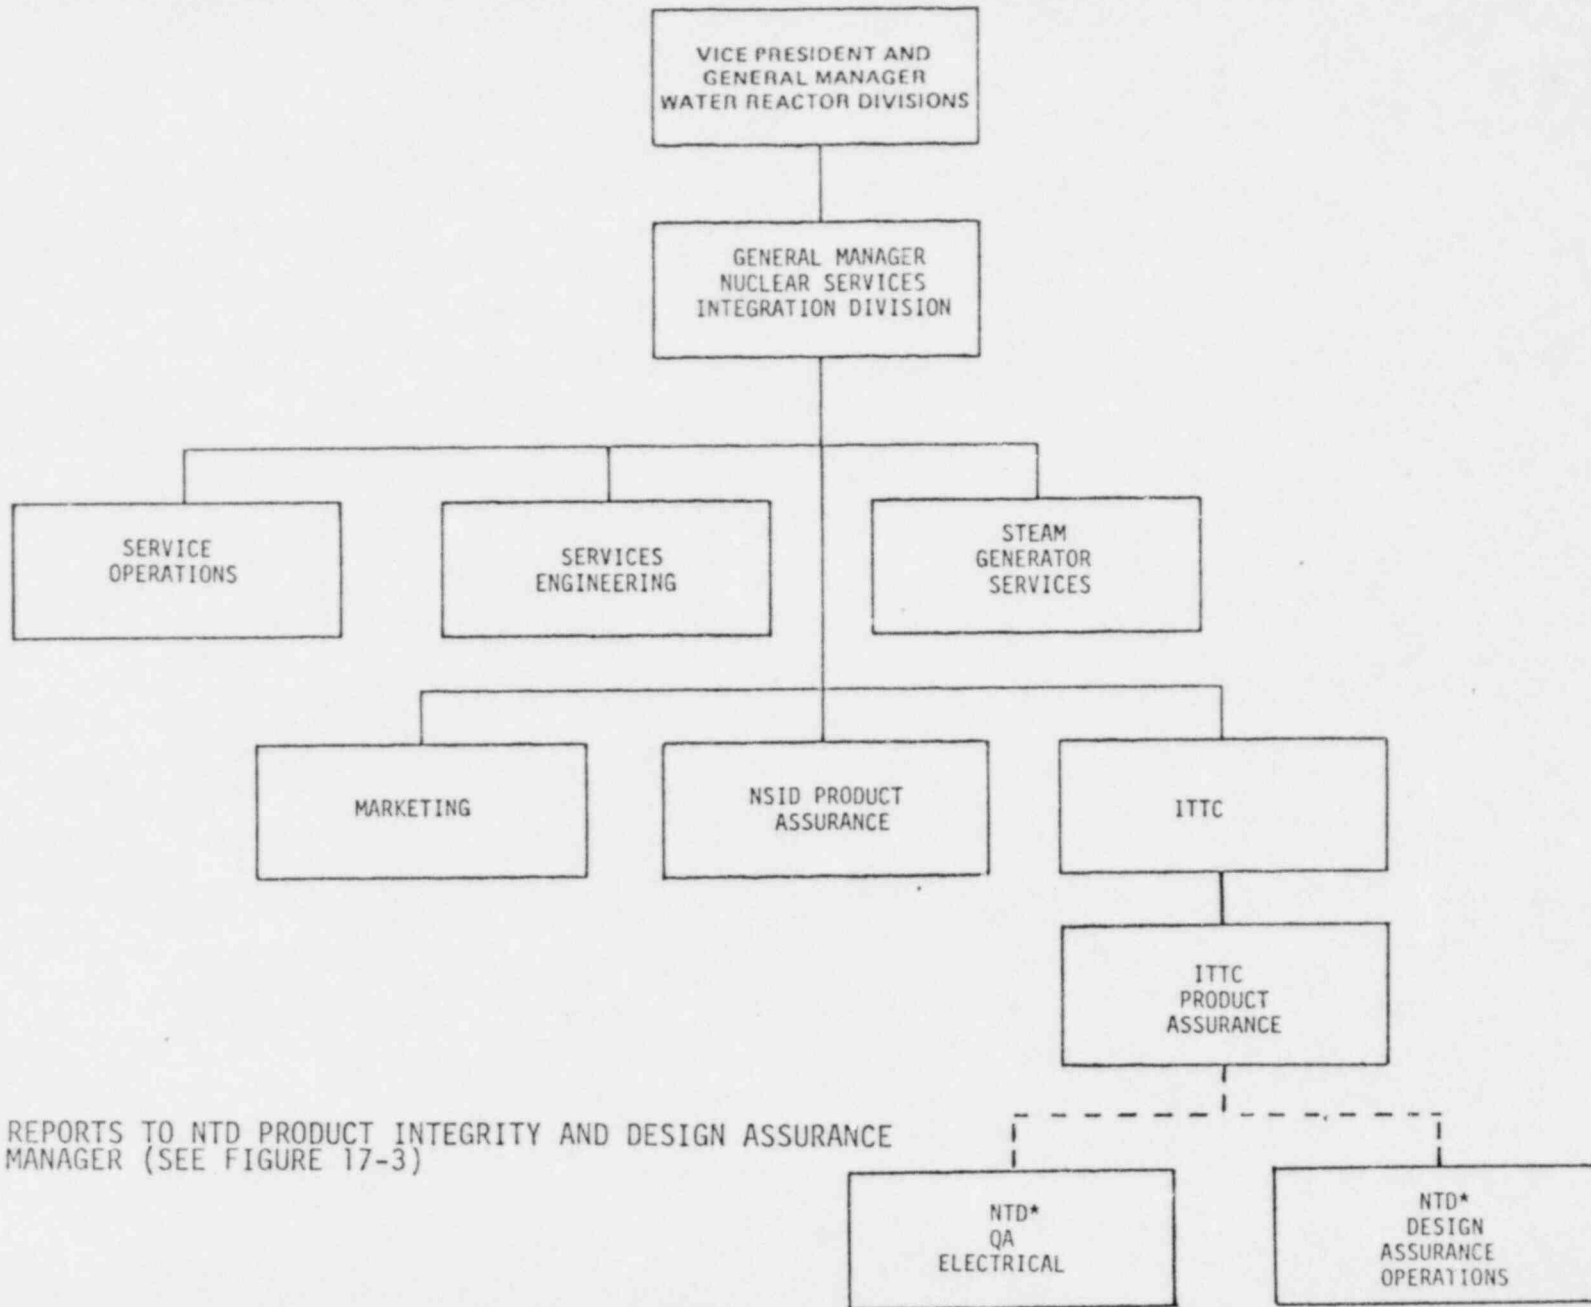 VICE PRESIDENT AND
GENERAL MANAGER
WATER REACTOR DIVISIONS
GENERAL MANAGER
NUCLEAR SERVICES
INTEGRATION DIVISION
SERVICE
OPERATIONS
SERVICES
ENGINEERING
STEAM
GENERATOR
SERVICES
MARKETING
NSID PRODUCT
ASSURANCE
ITTC
ITTC
PRODUCT
ASSURANCE
REPORTS TO NTD PRODUCT INTEGRITY AND DESIGN ASSURANCE
MANAGER (SEE FIGURE 17-3)
NTD*
QA
ELECTRICAL
NTD*
DESIGN
ASSURANCE
OPERATIONS